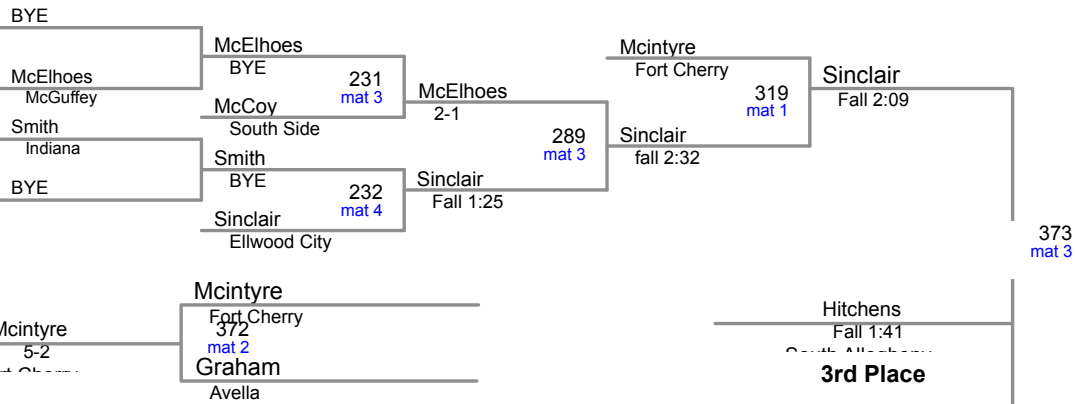 BYE
McElhoes
McGuffey
Smith
Indiana
BYE
McElhoes
BYE
231
mat 3
McCoy
South Side
Smith
BYE
232
mat 4
Sinclair
Ellwood City
McElhoes
2-1
289
mat 3
Sinclair
Fall 1:25
Mcintyre
Fort Cherry
319
mat 1
Sinclair
fall 2:32
Sinclair
Fall 2:09
373
mat 3
Mcintyre
5-2
Mcintyre
Fort Cherry
372
mat 2
Graham
Avella
Hitchens
Fall 1:41
3rd Place